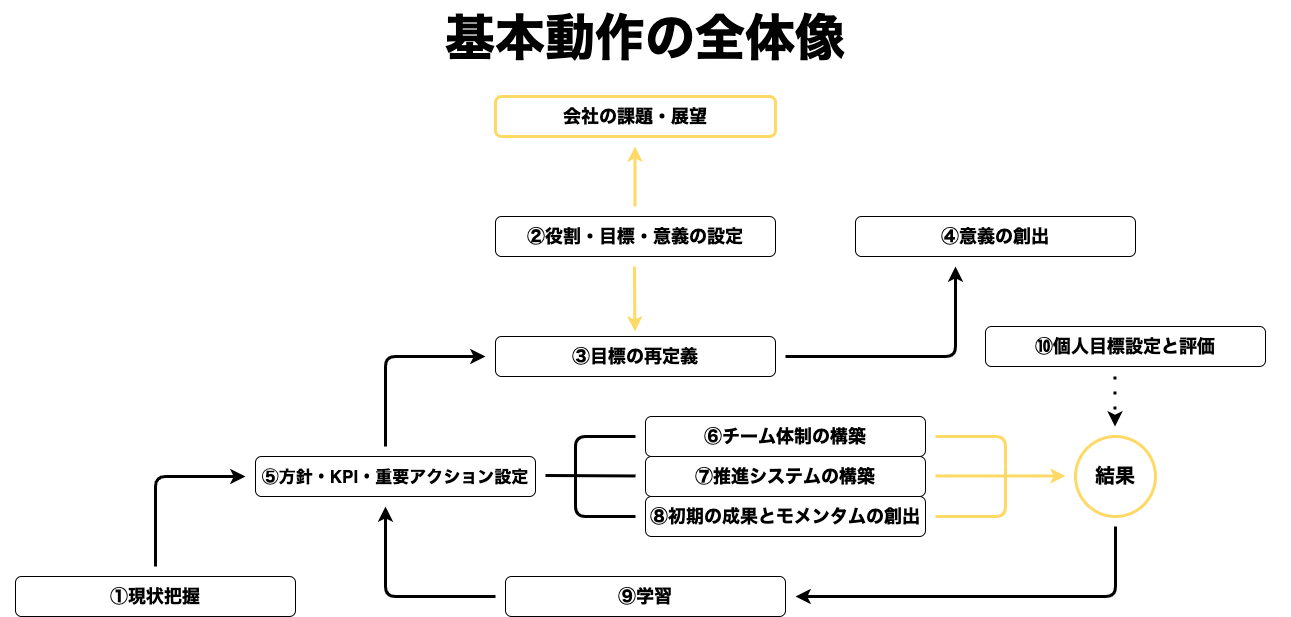 基本動作の全体像
会社の課題・展望
②役割・目標・意義の設定
④意義の創出
③目標の再定義
⑩個人目標設定と評価
⑥チーム体制の構築
⑤方針・KPI・重要アクション設定
⑦推進システムの構築
結果
⑧初期の成果とモメンタムの創出
①現状把握
⑨学習